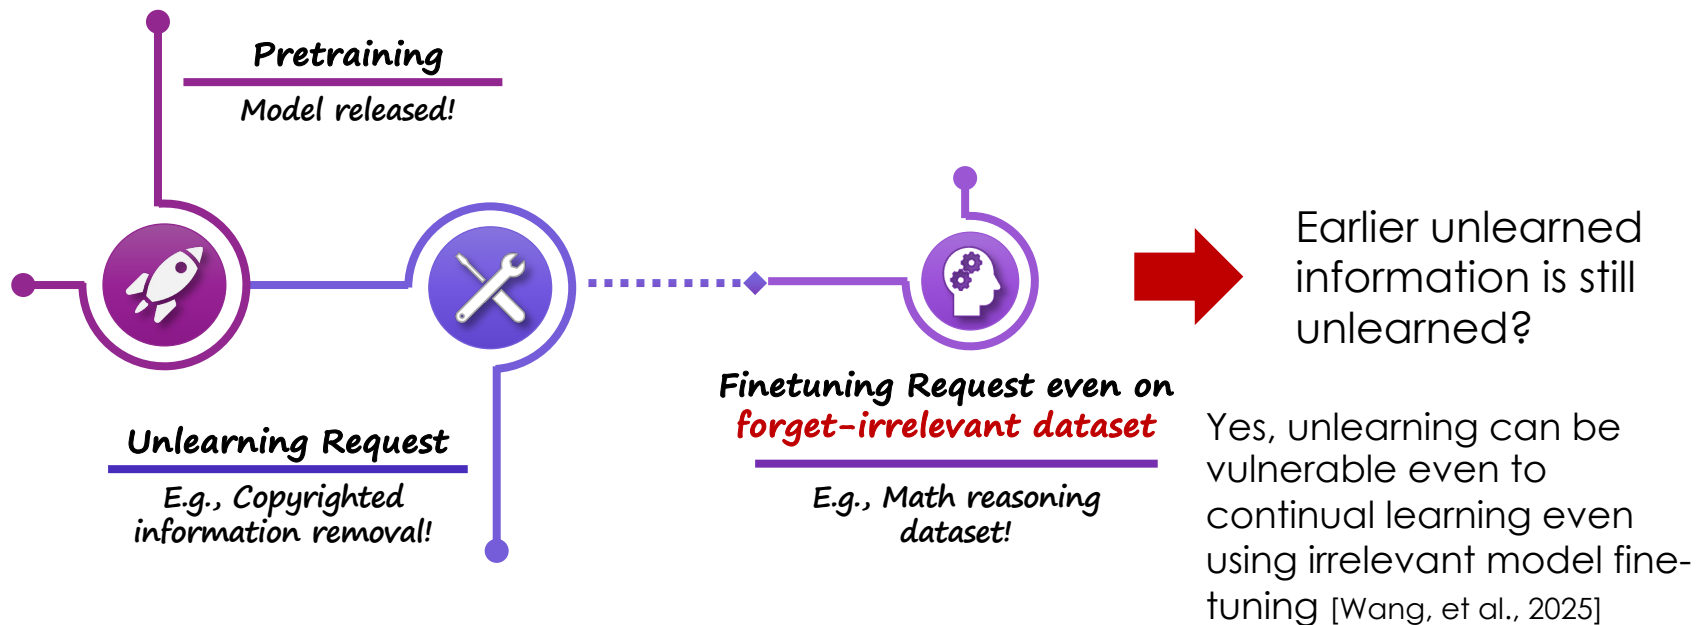 Pretraining
Model released!
Unlearning Request
E.g., Copyrighted
information removal!
Finetuning Request even on
forget-irrelevant dataset
E.g., Math reasoning
dataset!
Earlier unlearned
information is still
unlearned?
Yes, unlearning can be
vulnerable even to
continual learning even
using irrelevant model fine-
tuning [Wang, et al., 2025]